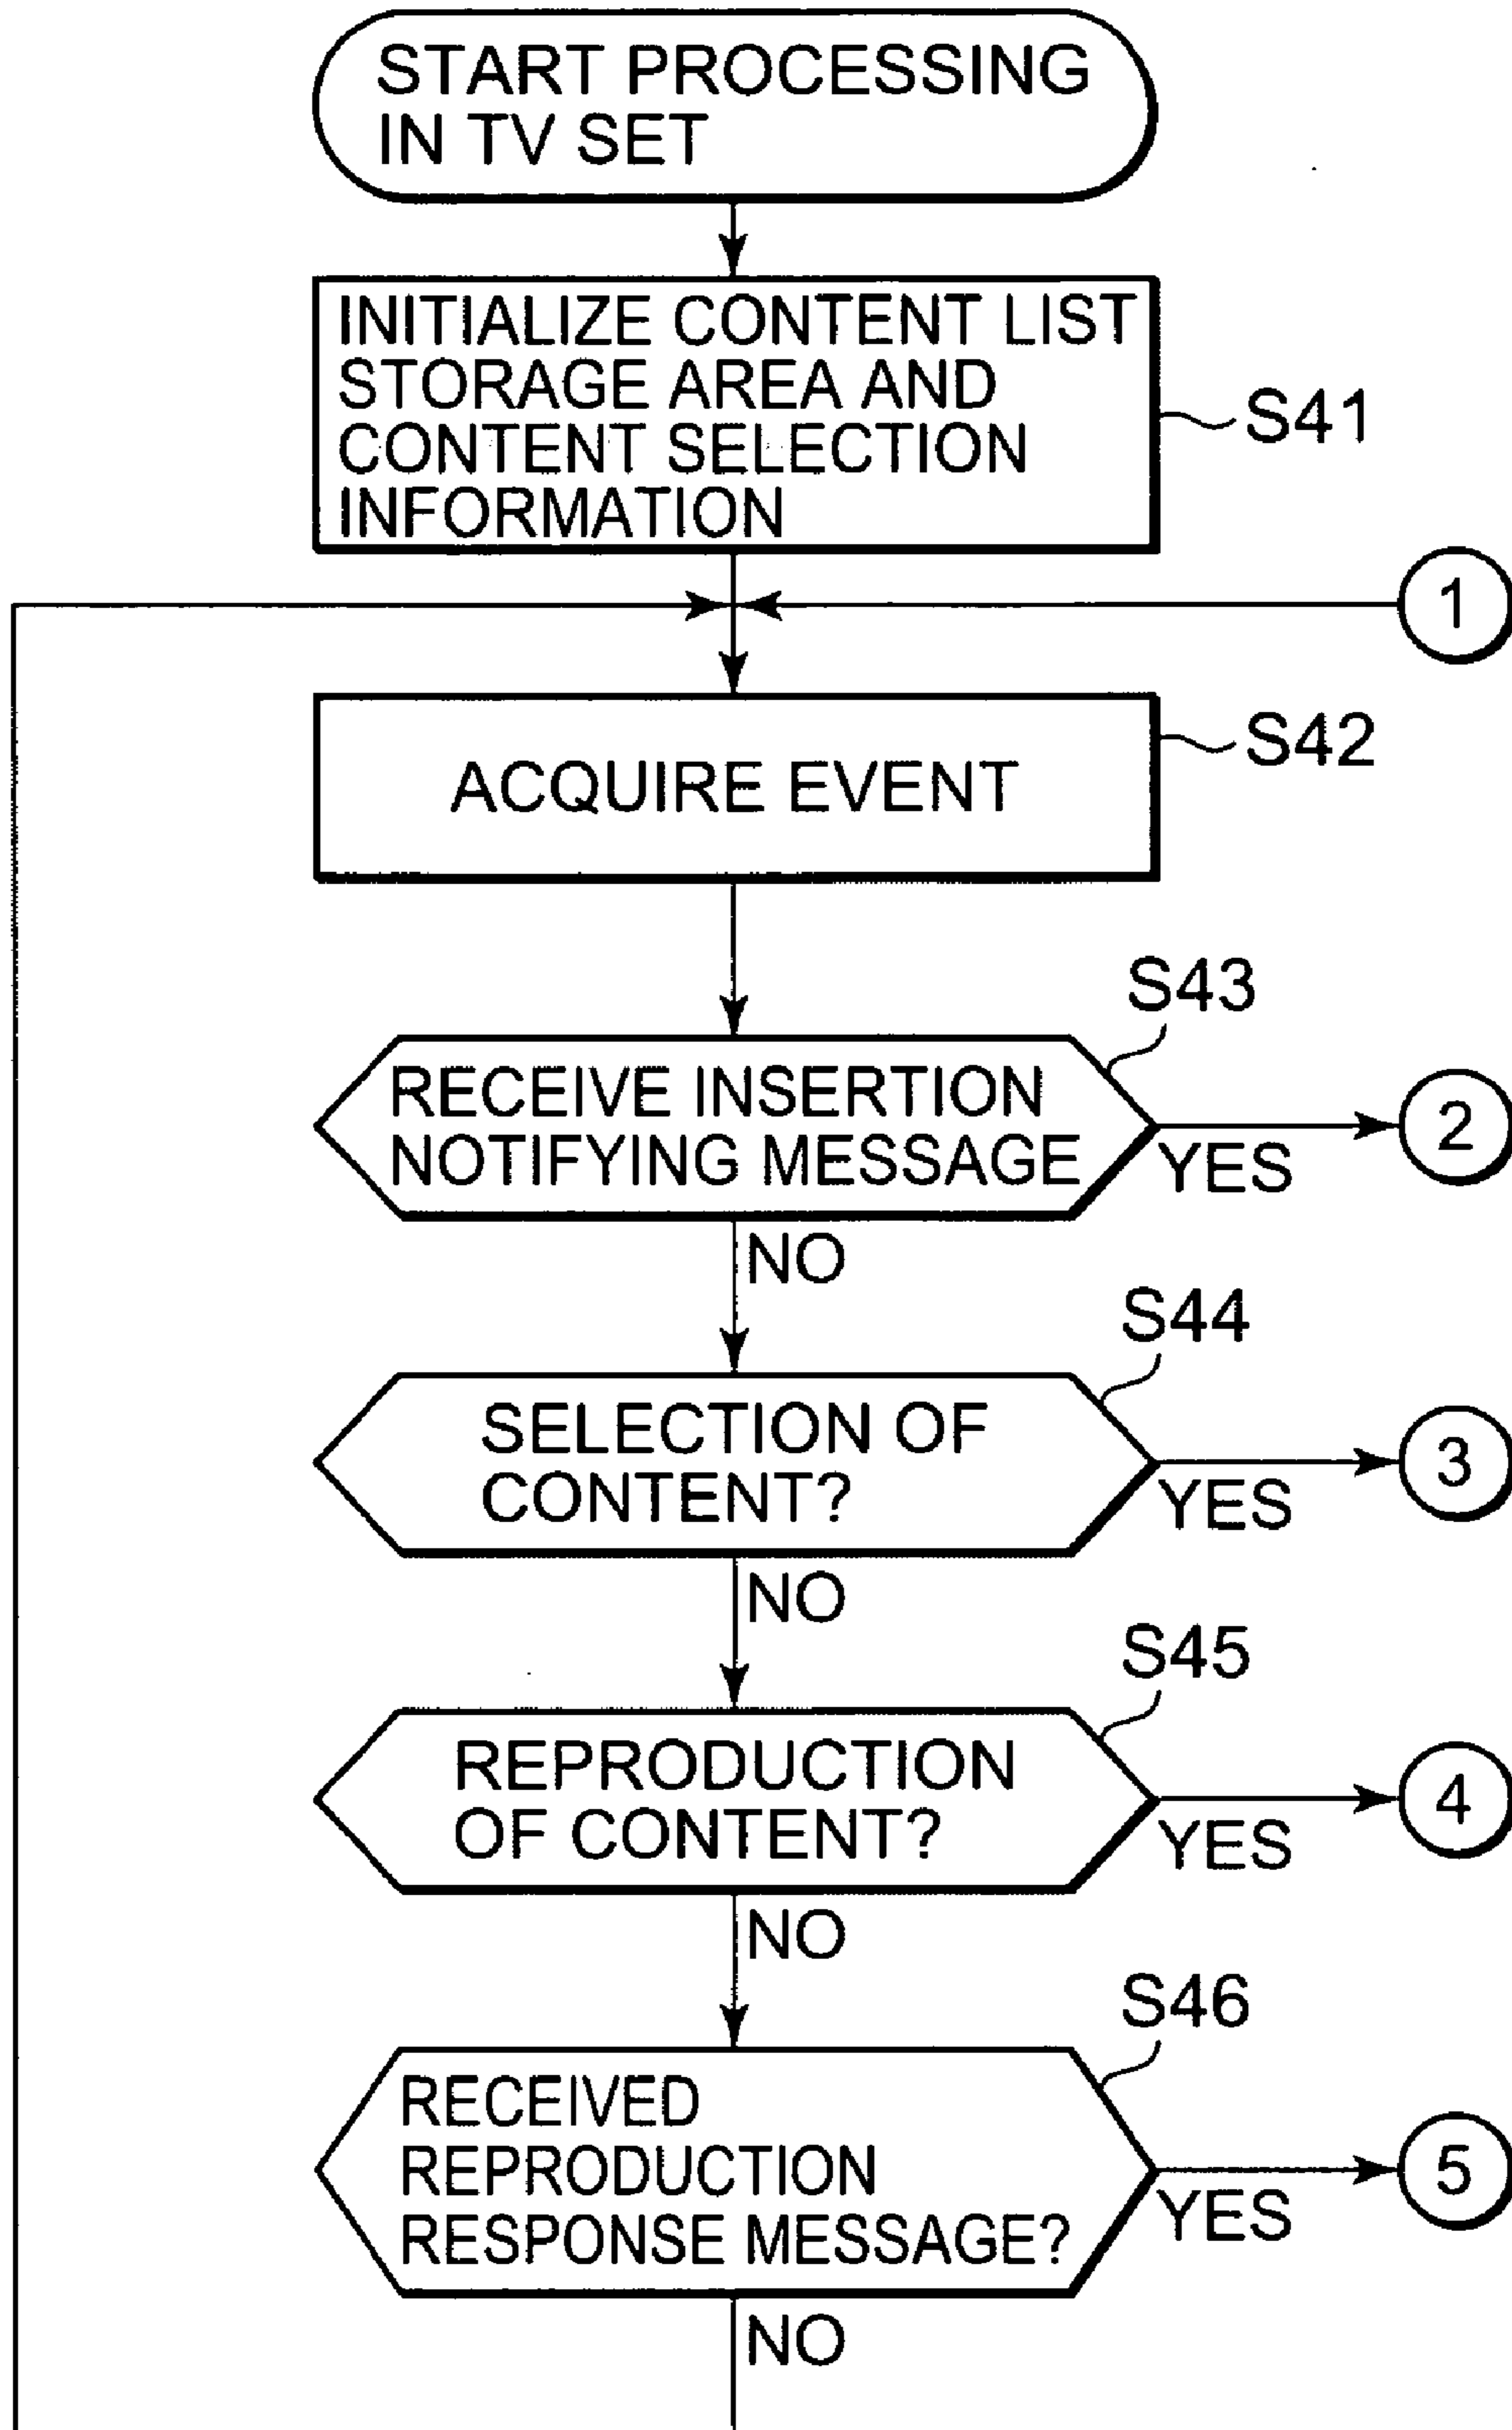 START PROCESSING
IN TV SET
INITIALIZE CONTENT LIST
STORAGE AREA AND
CONTENT SELECTION
INFORMATION
S41
1
ACQUIRE EVENT
S42
S43
RECEIVE INSERTION
NOTIFYING MESSAGE
YES
2
NO
S44
SELECTION OF
CONTENT?
YES
3
NO
S45
REPRODUCTION
OF CONTENT?
YES
4
NO
S46
RECEIVED
REPRODUCTION
RESPONSE MESSAGE?
YES
5
NO